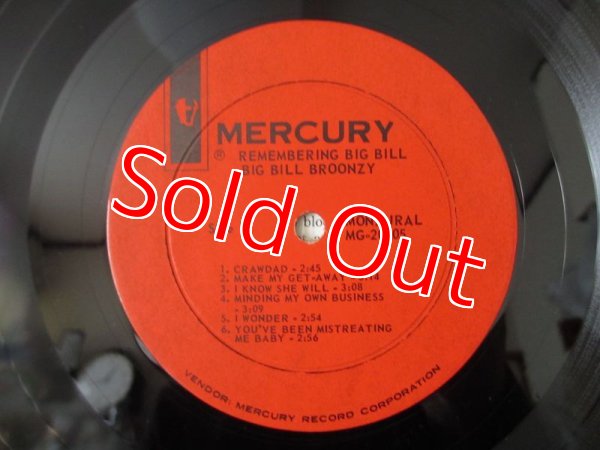 MERCURY
® REMEMBERING BIG BILL
BIG BILL BROONZY
Sold Out
blo
1. CRAWDAD - 2:45
2. MAKE MY GET-AWAY
3. I KNOW SHE WILL - 3:08
4. MINDING MY OWN BUSINESS
- 3:09
5. I WONDER - 2:54
6. YOU'VE BEEN MISTREATING
ME BABY - 2:56
VENDOR: MERCURY RECORD CORPORATION